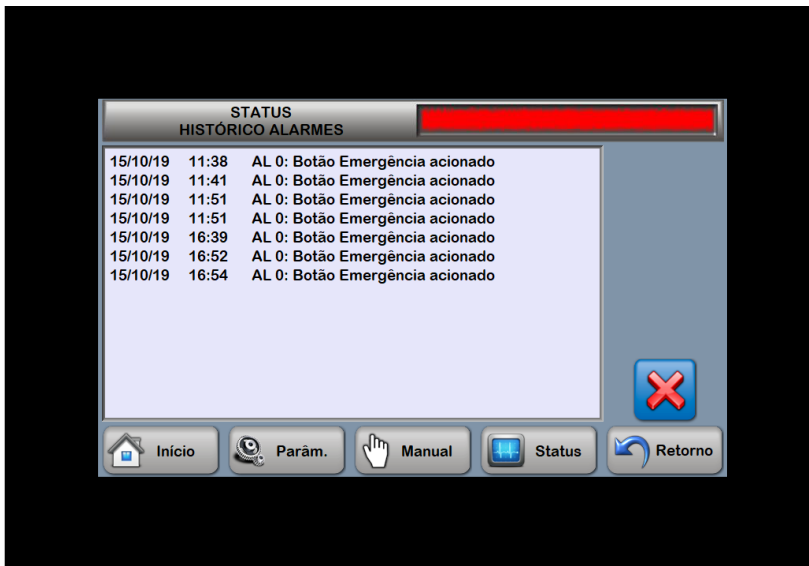 STATUS
HISTÓRICO ALARMES
15/10/19 11:38 AL 0: Botão Emergência acionado
15/10/19 11:41 AL 0: Botão Emergência acionado
15/10/19 11:51 AL 0: Botão Emergência acionado
15/10/19 11:51 AL 0: Botão Emergência acionado
15/10/19 16:39 AL 0: Botão Emergência acionado
15/10/19 16:52 AL 0: Botão Emergência acionado
15/10/19 16:54 AL 0: Botão Emergência acionado
Início Parâm. Manual Status Retorno